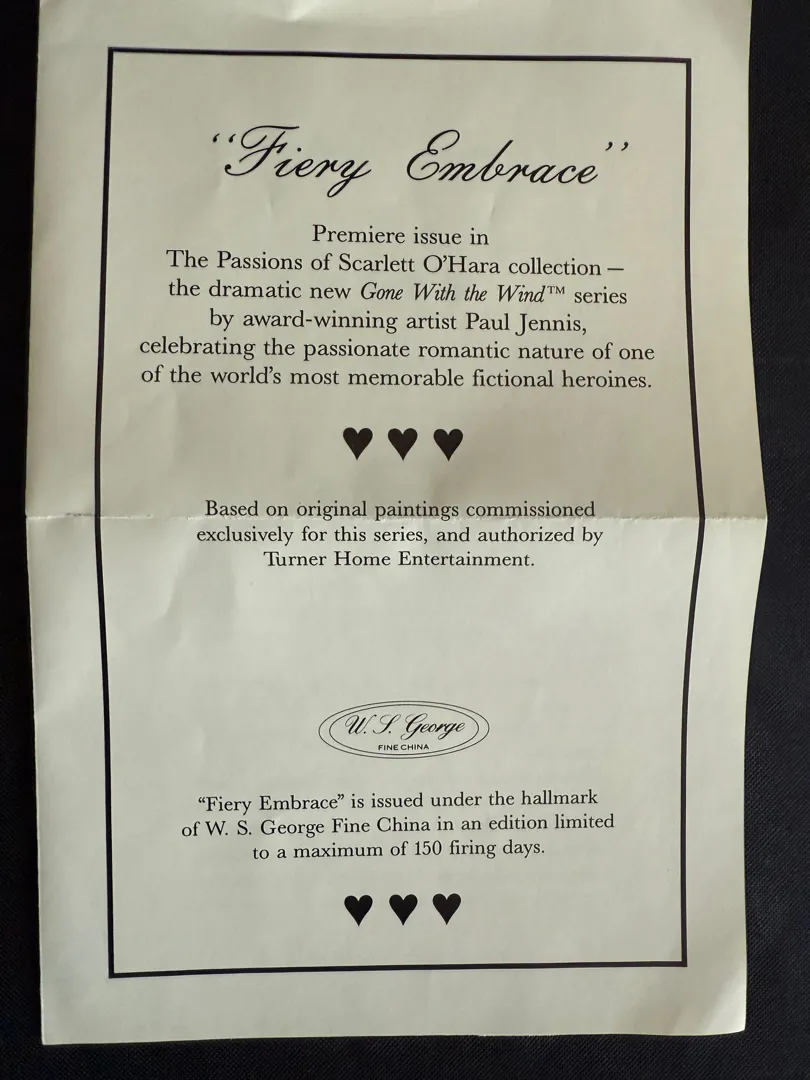 “Fiery Embrace”
Premiere issue in
The Passions of Scarlett O’Hara collection —
the dramatic new Gone With the Wind™ series
by award-winning artist Paul Jennis,
celebrating the passionate romantic nature of one
of the world’s most memorable fictional heroines.
♥ ♥ ♥
Based on original paintings commissioned
exclusively for this series, and authorized by
Turner Home Entertainment.
W. S. George
FINE CHINA
“Fiery Embrace” is issued under the hallmark
of W. S. George Fine China in an edition limited
to a maximum of 150 firing days.
♥ ♥ ♥